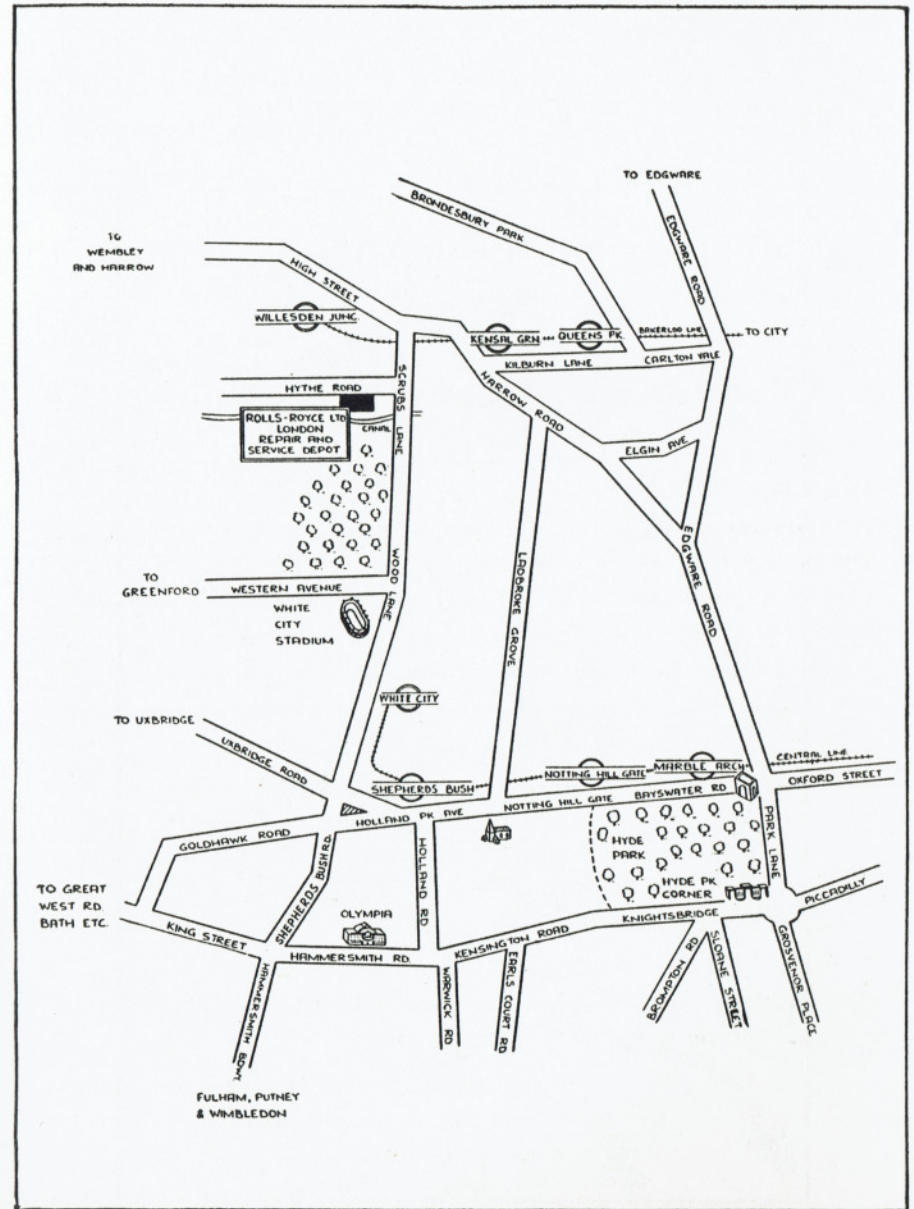 TO EDGWARE
BRONDESBURY PARK
EDGWARE ROAD
TO
WEMBLEY
AND HARROW
HIGH STREET
WILLESDEN JUNC.
KENSAL GRN
QUEENS PK.
BAKERLOO LINE
TO CITY
KILBURN LANE
CARLTON VALE
HYTHE ROAD
SCRUBS LANE
HARROW ROAD
ROLLS-ROYCE LTD
LONDON
REPAIR AND
SERVICE DEPOT
CANAL
ELGIN AVE
EDGWARE ROAD
LADBROKE GROVE
WOOD LANE
TO
GREENFORD
WESTERN AVENUE
WHITE
CITY
STADIUM
WHITE CITY
TO UXBRIDGE
UXBRIDGE ROAD
SHEPHERDS BUSH
NOTTING HILL GATE
MARBLE ARCH
CENTRAL LINE
OXFORD STREET
NOTTING HILL GATE
BAYSWATER RD
HOLLAND PK AVE
GOLDHAWK ROAD
SHEPHERDS BUSH RD.
HOLLAND RD
HYDE
PARK
PARK LANE
HYDE PK
CORNER
PICCADILLY
TO GREAT
WEST RD.
BATH ETC.
KING STREET
OLYMPIA
HAMMERSMITH RD.
KENSINGTON ROAD
KNIGHTSBRIDGE
HAMMERSMITH BDWY
WARWICK RD
EARLS COURT RD
BROMPTON RD
SLOANE STREET
GROSVENOR PLACE
FULHAM, PUTNEY
& WIMBLEDON